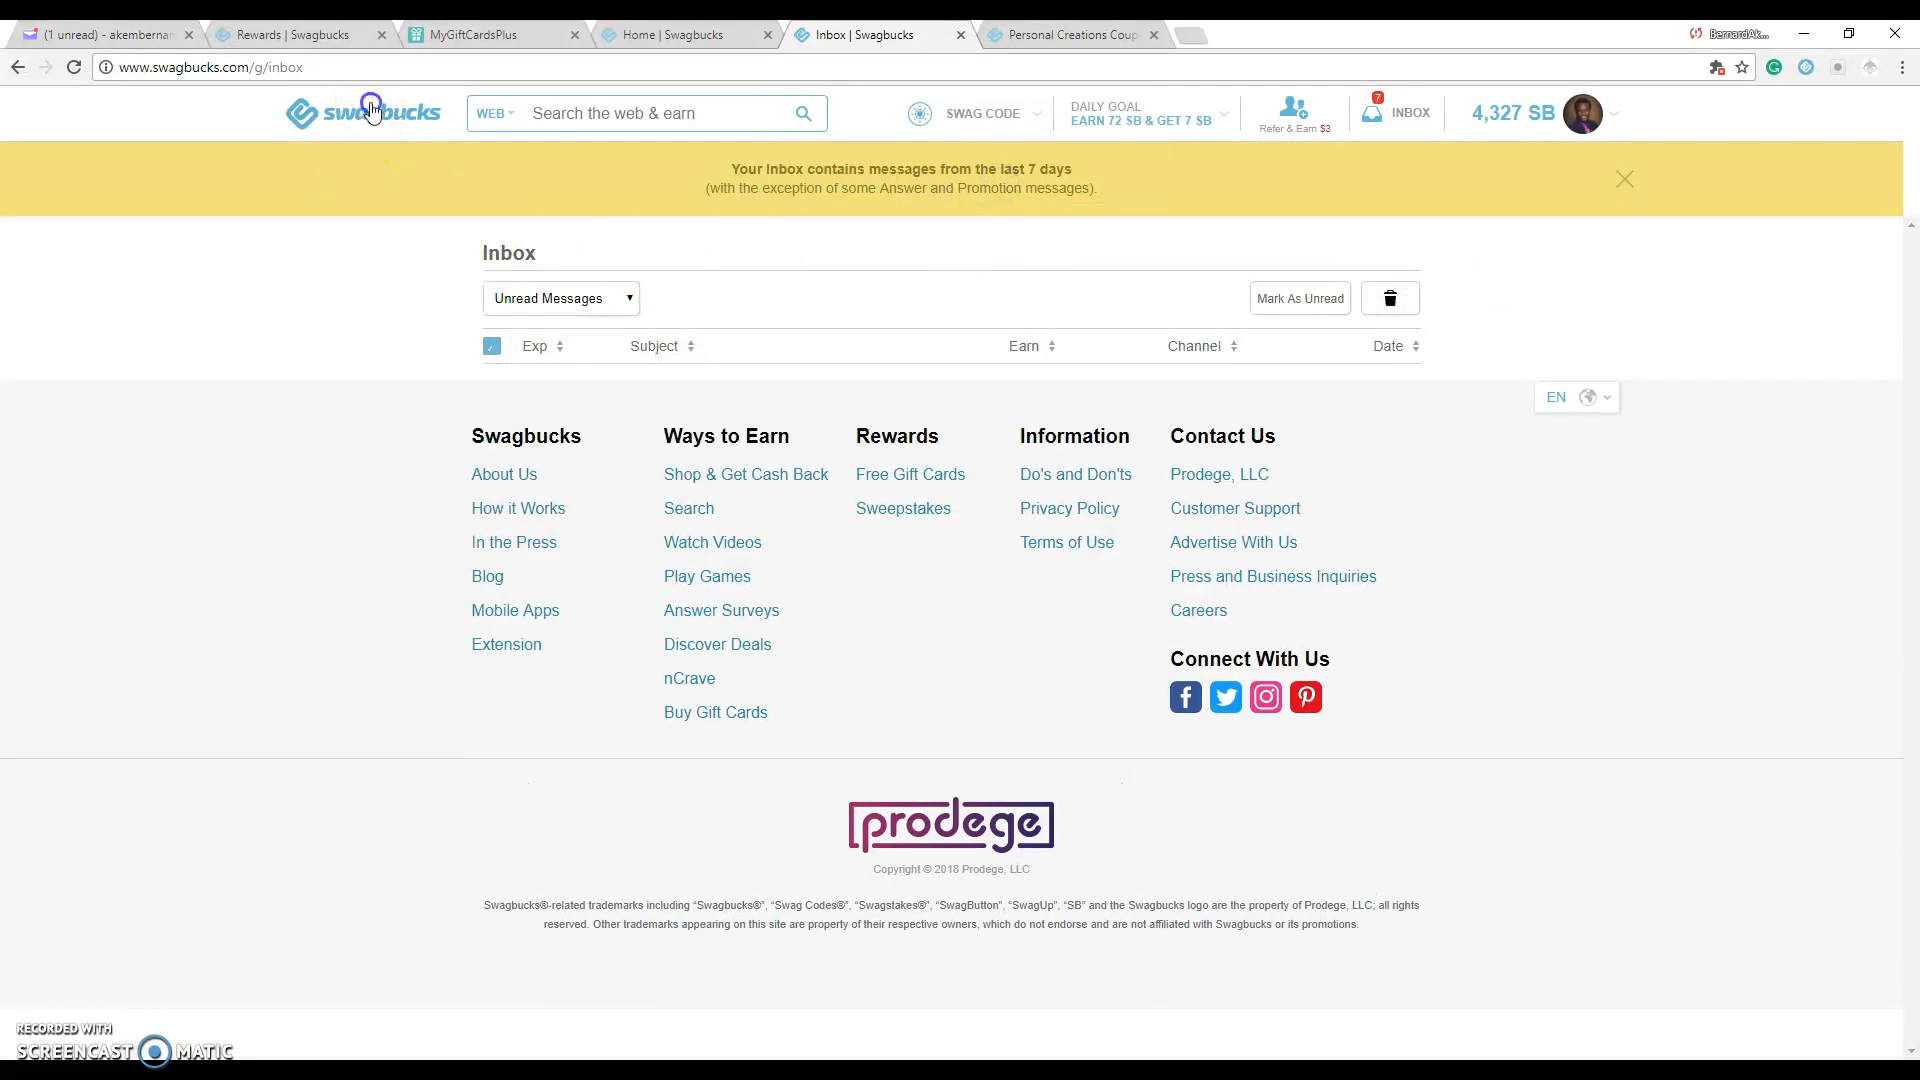 (1 unread) - akembernar
Rewards | Swagbucks
MyGiftCardsPlus
Home | Swagbucks
Inbox | Swagbucks
Personal Creations Coup
BernardAk...
www.swagbucks.com/g/inbox
swagbucks
WEB
Search the web & earn
SWAG CODE
DAILY GOAL
EARN 72 SB & GET 7 SB
Refer & Earn $3
7
INBOX
4,327 SB
Your Inbox contains messages from the last 7 days
(with the exception of some Answer and Promotion messages).
Inbox
Unread Messages
Mark As Unread
Exp
Subject
Earn
Channel
Date
EN
Swagbucks
About Us
How it Works
In the Press
Blog
Mobile Apps
Extension
Ways to Earn
Shop & Get Cash Back
Search
Watch Videos
Play Games
Answer Surveys
Discover Deals
nCrave
Buy Gift Cards
Rewards
Free Gift Cards
Sweepstakes
Information
Do's and Don'ts
Privacy Policy
Terms of Use
Contact Us
Prodege, LLC
Customer Support
Advertise With Us
Press and Business Inquiries
Careers
Connect With Us
prodege
Copyright © 2018 Prodege, LLC
Swagbucks®-related trademarks including “Swagbucks®”, “Swag Codes®”, “Swagstakes®”, “SwagButton”, “SwagUp”, “SB” and the Swagbucks logo are the property of Prodege, LLC; all rights
reserved. Other trademarks appearing on this site are property of their respective owners, which do not endorse and are not affiliated with Swagbucks or its promotions.
RECORDED WITH
SCREENCAST MATIC